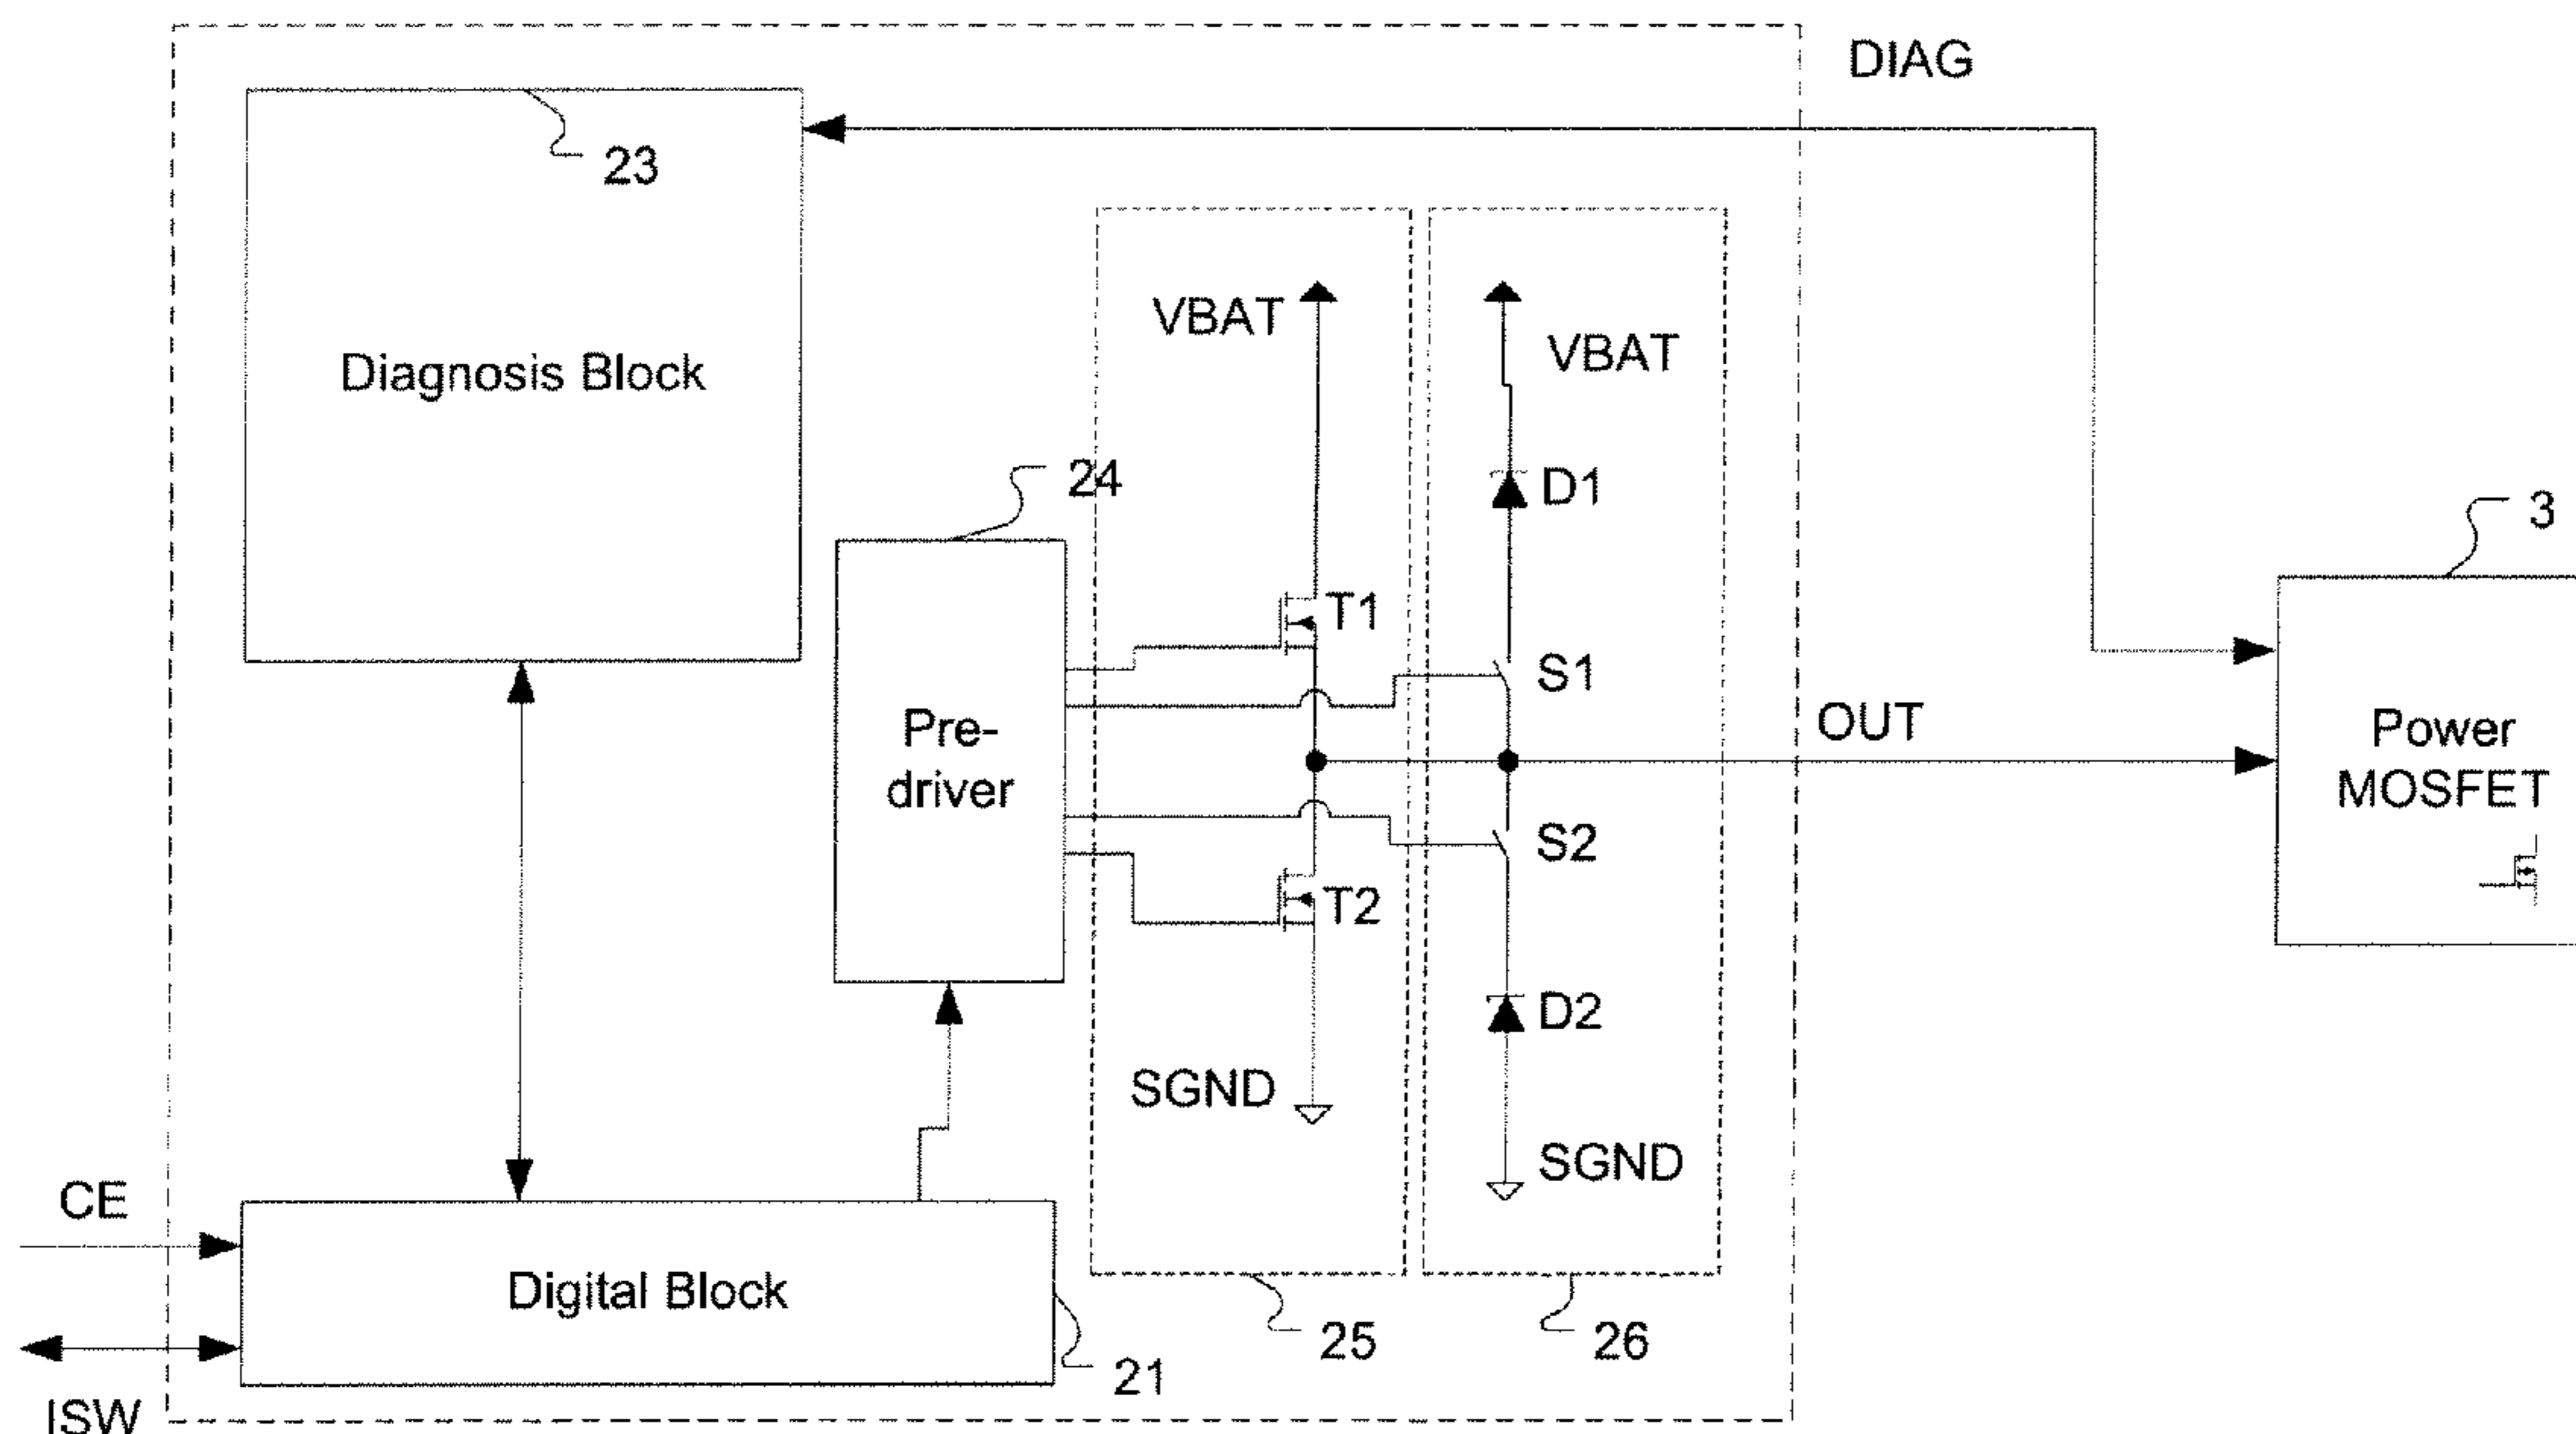 DIAG
23
Diagnosis Block
VBAT
VBAT
24
D1
3
T1
S1
Pre-
driver
OUT
Power
MOSFET
S2
T2
D2
SGND
SGND
CE
Digital Block
25
26
21
ISW